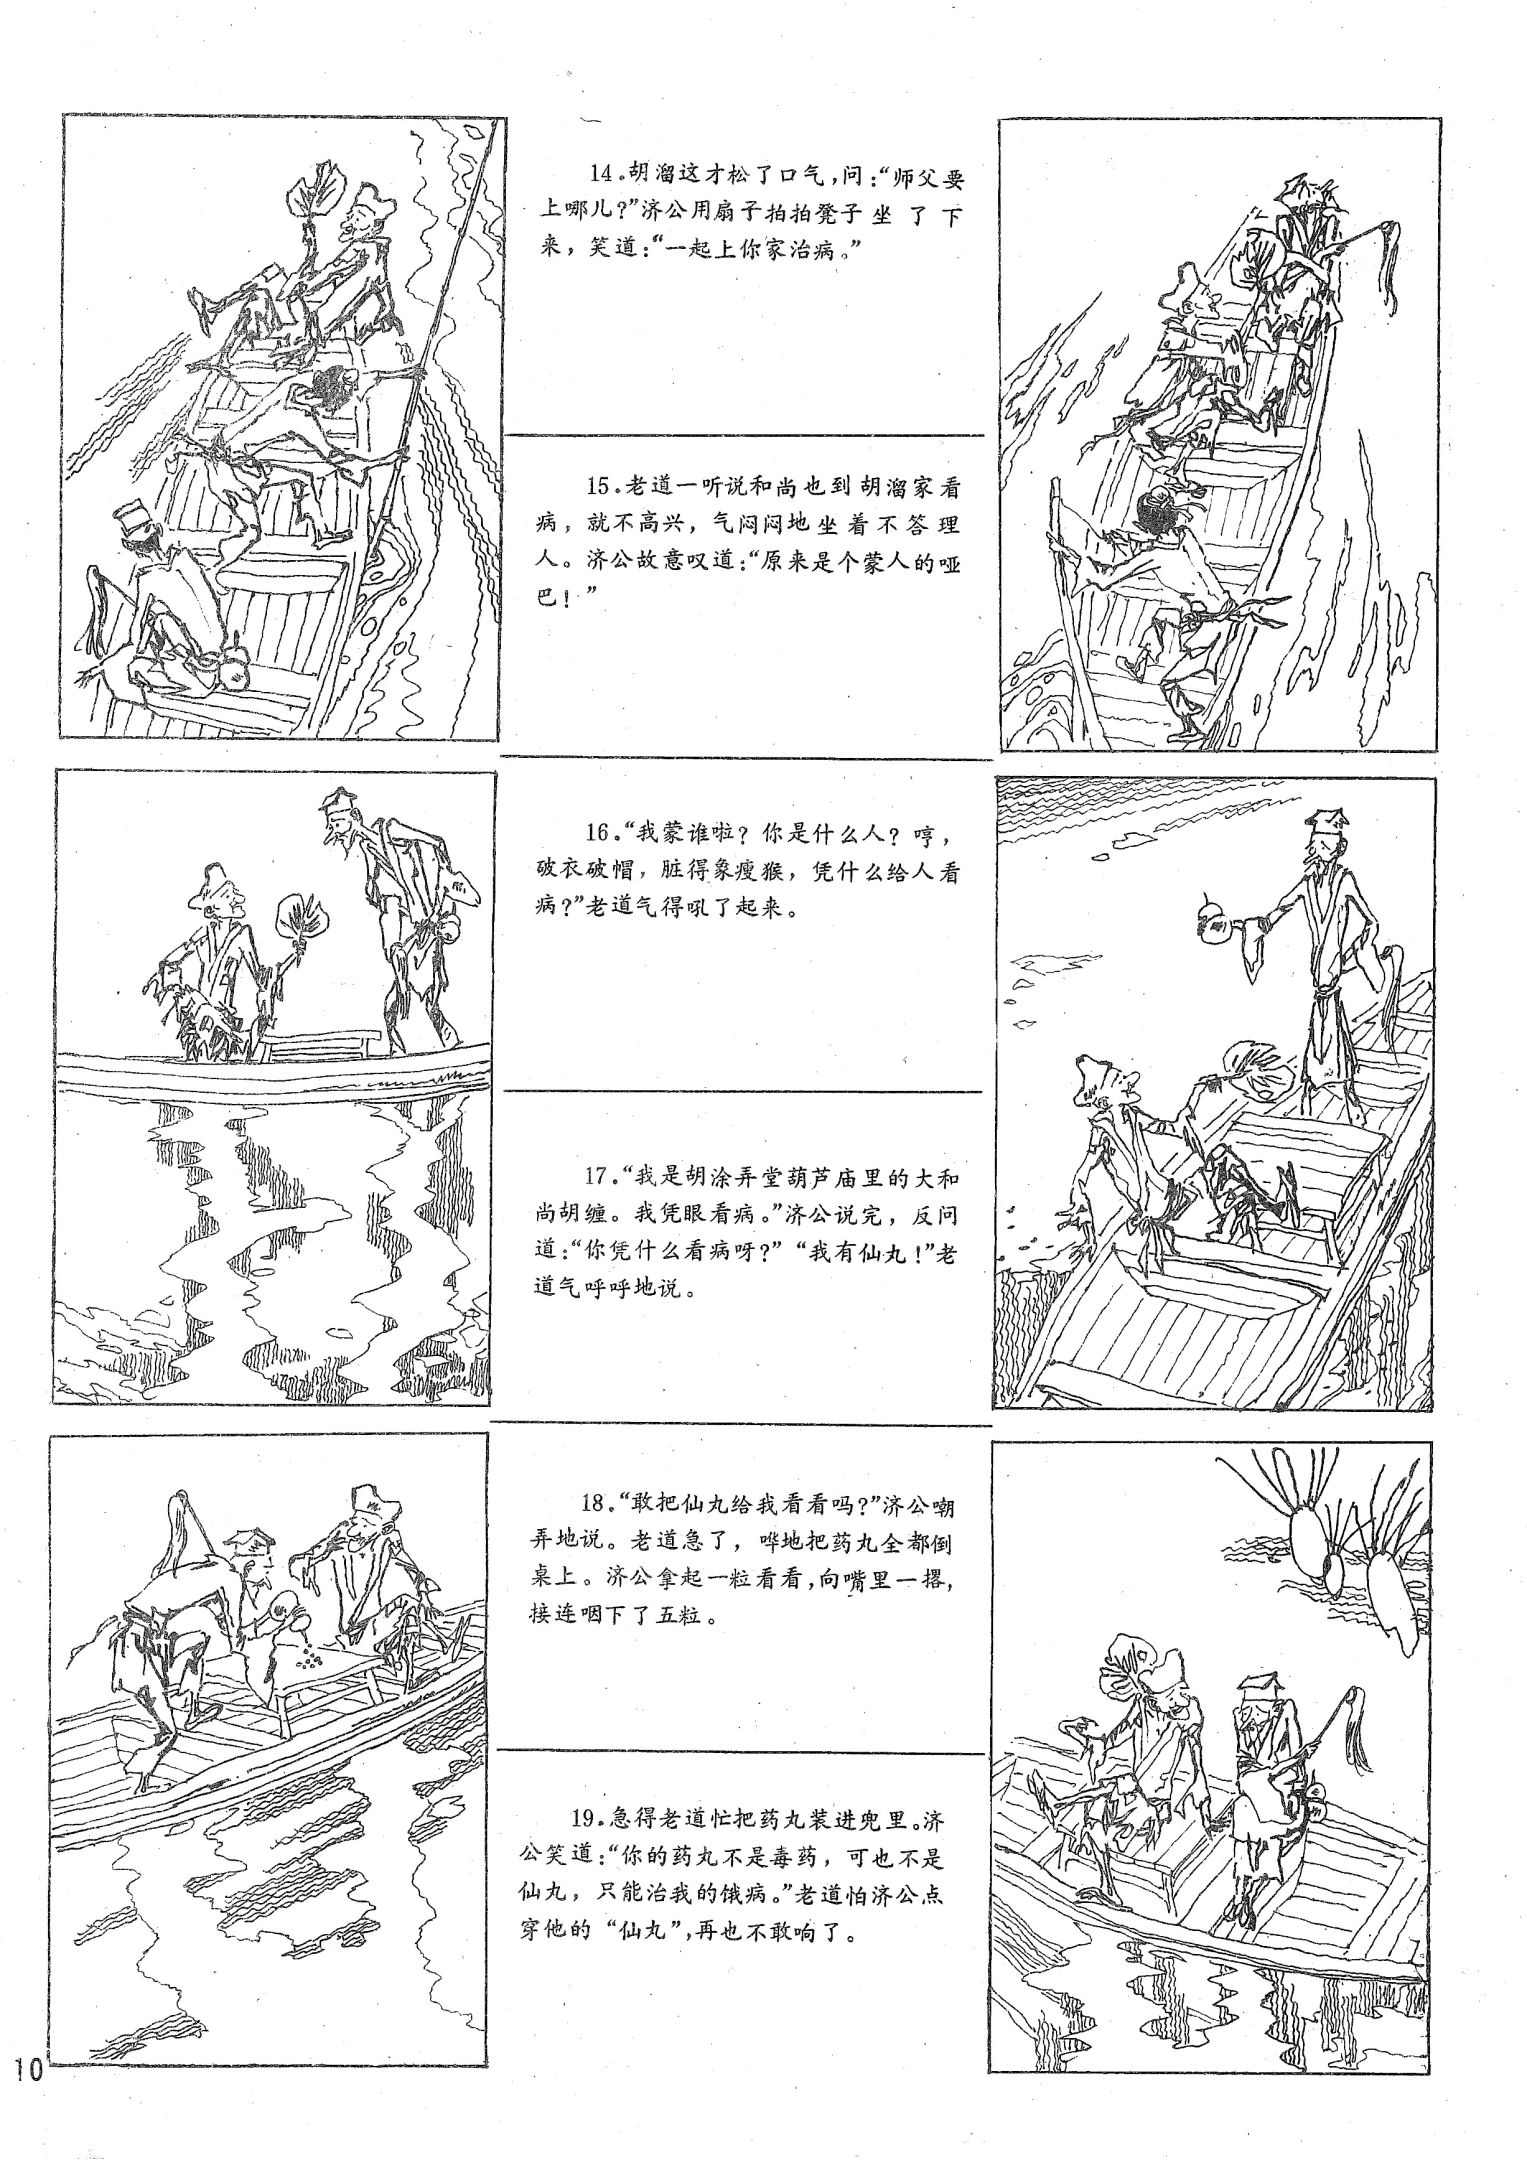 14.胡溜这才松了口气,问:“师父要
上哪儿?”济公用扇子拍拍凳子坐了下
来,笑道:“一起上你家治病。”
15.老道一听说和尚也到胡溜家看
病,就不高兴,气闷闷地坐着不答理
人。济公故意叹道:“原来是个蒙人的哑
巴!”
16.“我蒙谁啦?你是什么人?哼,
破衣破帽,脏得象瘦猴,凭什么给人看
病?”老道气得吼了起来。
17.“我是胡涂弄堂葫芦庙里的大和
尚胡缠。我凭眼看病。”济公说完,反问
道:“你凭什么看病呀?”“我有仙丸!”老
道气呼呼地说。
18.“敢把仙丸给我看看吗?”济公嘲
弄地说。老道急了,哗地把药丸全都倒
桌上。济公拿起一粒看看,向嘴里一撂,
接连咽下了五粒。
19.急得老道忙把药丸装进兜里。济
公笑道:“你的药丸不是毒药,可也不是
仙丸,只能治我的饿病。”老道怕济公点
穿他的“仙丸”,再也不敢响了。
10